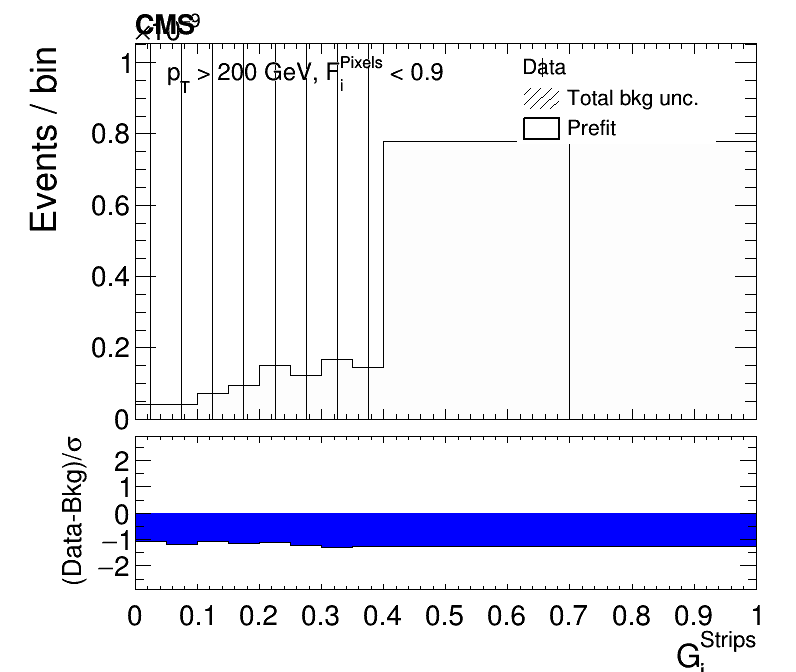 CMS
×10⁻⁹
p_T > 200 GeV, F_i^Pixels < 0.9
Data
Total bkg unc.
Prefit
Events / bin
1
0.8
0.6
0.4
0.2
0
(Data-Bkg)/σ
2
1
0
−1
−2
0 0.1 0.2 0.3 0.4 0.5 0.6 0.7 0.8 0.9 1
G_i^Strips